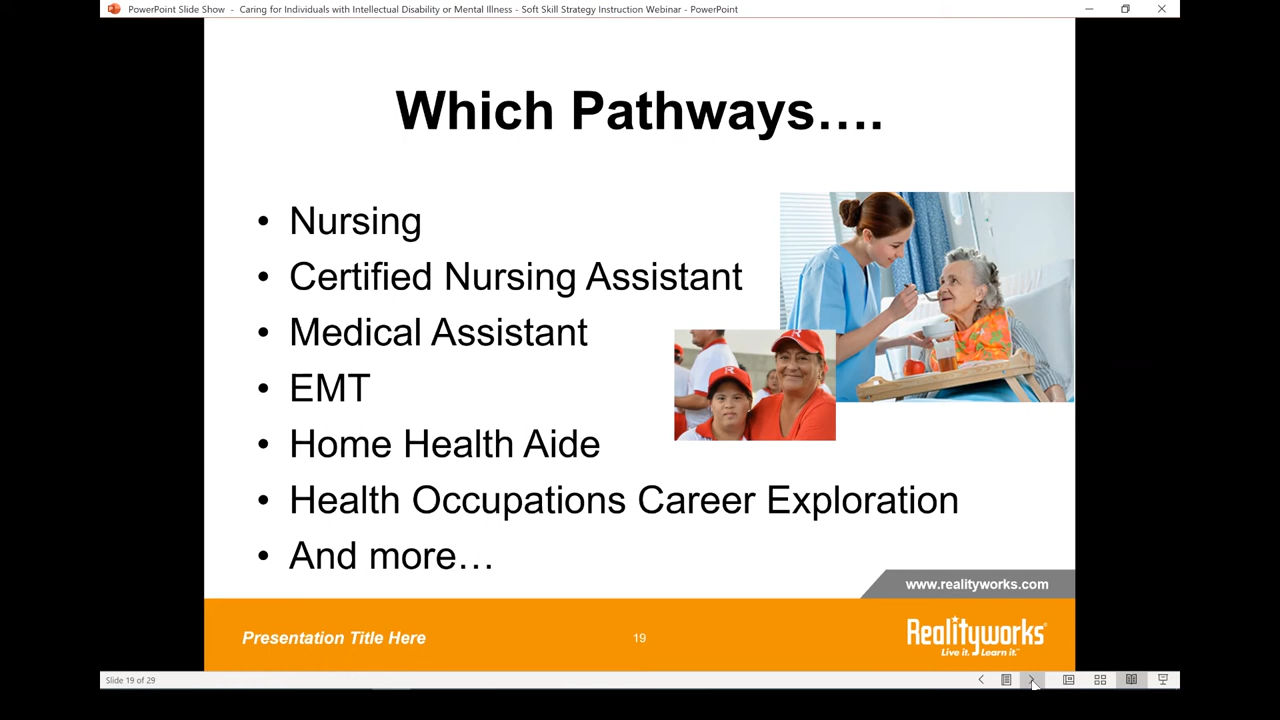 PowerPoint Slide Show - Caring for Individuals with Intellectual Disability or Mental Illness - Soft Skill Strategy Instruction Webinar - PowerPoint
Which Pathways....
• Nursing
• Certified Nursing Assistant
• Medical Assistant
• EMT
• Home Health Aide
• Health Occupations Career Exploration
• And more…
R
R
www.realityworks.com
Presentation Title Here
19
Realityworks®
Live it. Learn it.™
Slide 19 of 29